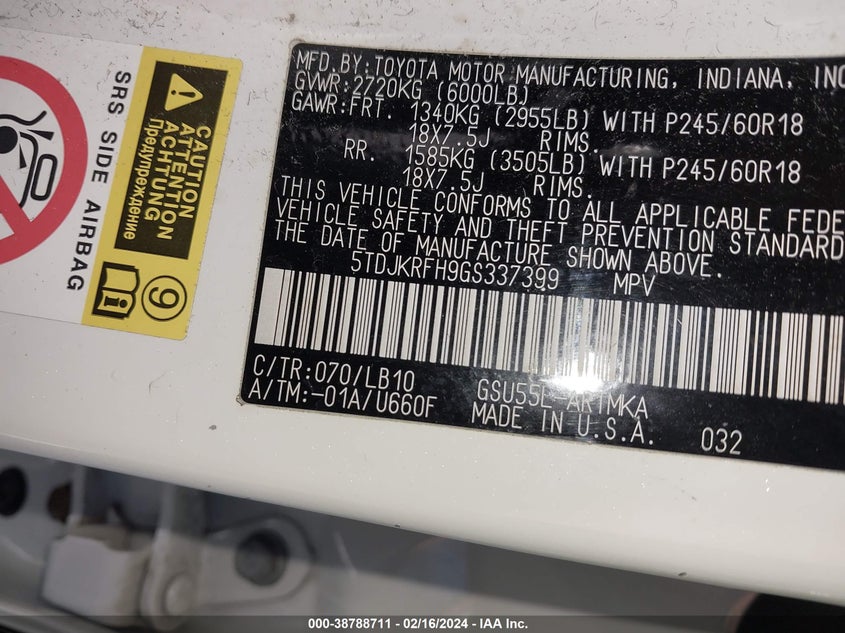 SRS SIDE AIRBAG
CAUTION
ATTENTION
ACHTUNG
Предупреждение
i
9
MFD.BY:TOYOTA MOTOR MANUFACTURING, INDIANA, INC
GVWR:2720KG (6000LB)
GAWR:FRT. 1340KG (2955LB) WITH P245/60R18
18X7.5J RIMS.
RR. 1585KG (3505LB) WITH P245/60R18
18X7.5J RIMS.
THIS VEHICLE CONFORMS TO ALL APPLICABLE FEDE
VEHICLE SAFETY AND THEFT PREVENTION STANDARD
THE DATE OF MANUFACTURE SHOWN ABOVE.
5TDJKRFH9GS337399 MPV
C/TR:070/LB10 GSU55L-ARTMKA
A/TM:-01A/U660F MADE IN U.S.A. 032
000-38788711 - 02/16/2024 - IAA Inc.